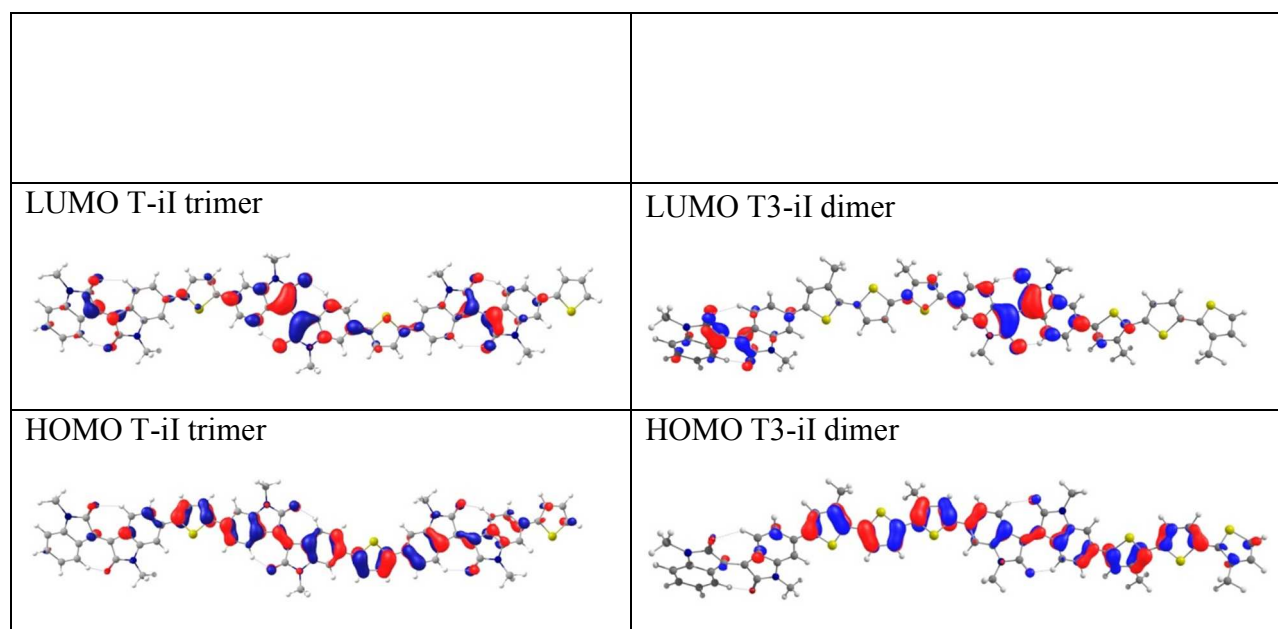 LUMO T-iI trimer
LUMO T3-iI dimer
HOMO T-iI trimer
HOMO T3-iI dimer